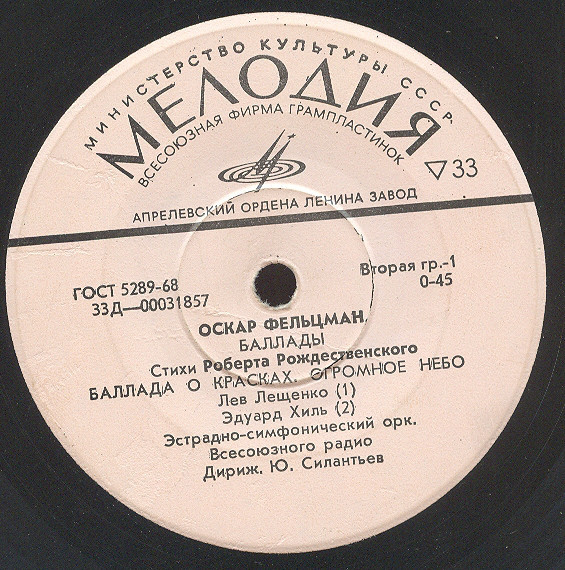 МИНИСТЕРСТВО КУЛЬТУРЫ СССР
МЕЛОДИЯ
ВСЕСОЮЗНАЯ ФИРМА ГРАМПЛАСТИНОК
33
АПРЕЛЕВСКИЙ ОРДЕНА ЛЕНИНА ЗАВОД
ГОСТ 5289-68
33Д—00031857
Вторая гр.-1
0-45
ОСКАР ФЕЛЬЦМАН
БАЛЛАДЫ
Стихи Роберта Рождественского
БАЛЛАДА О КРАСКАХ. ОГРОМНОЕ НЕБО
Лев Лещенко (1)
Эдуард Хиль (2)
Эстрадно-симфонический орк.
Всесоюзного радио
Дириж. Ю. Силантьев